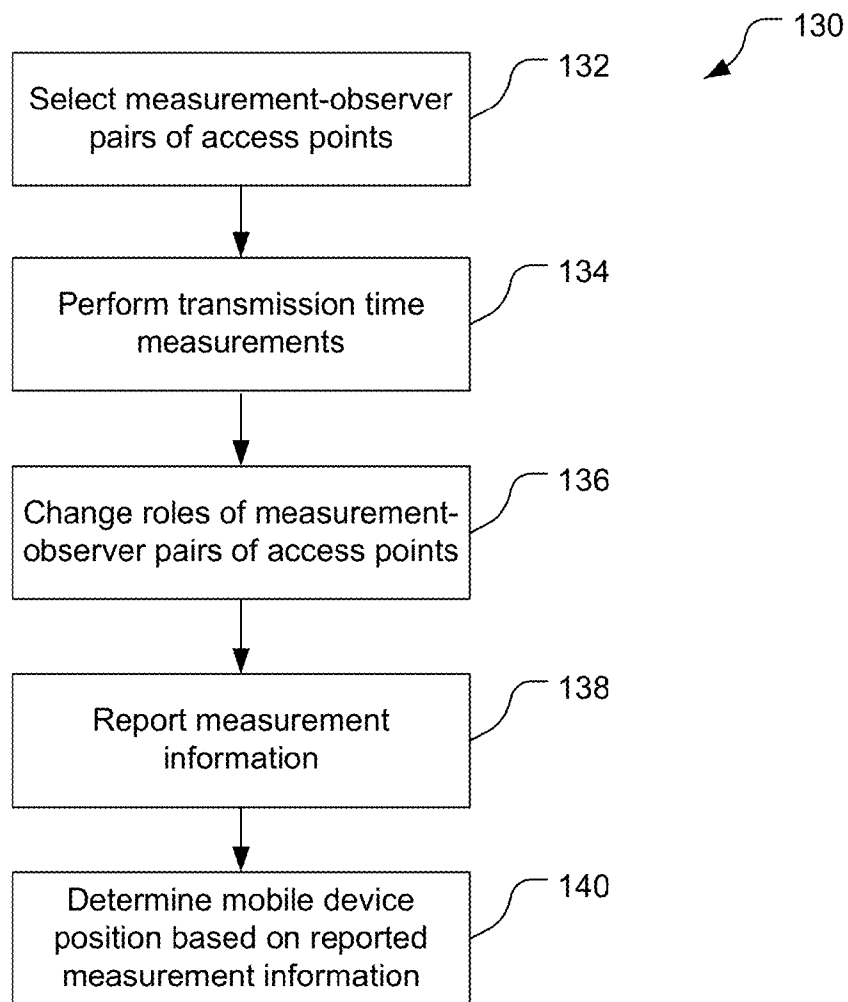 130
132
Select measurement-observer
pairs of access points
134
Perform transmission time
measurements
136
Change roles of measurement-
observer pairs of access points
138
Report measurement
information
140
Determine mobile device
position based on reported
measurement information